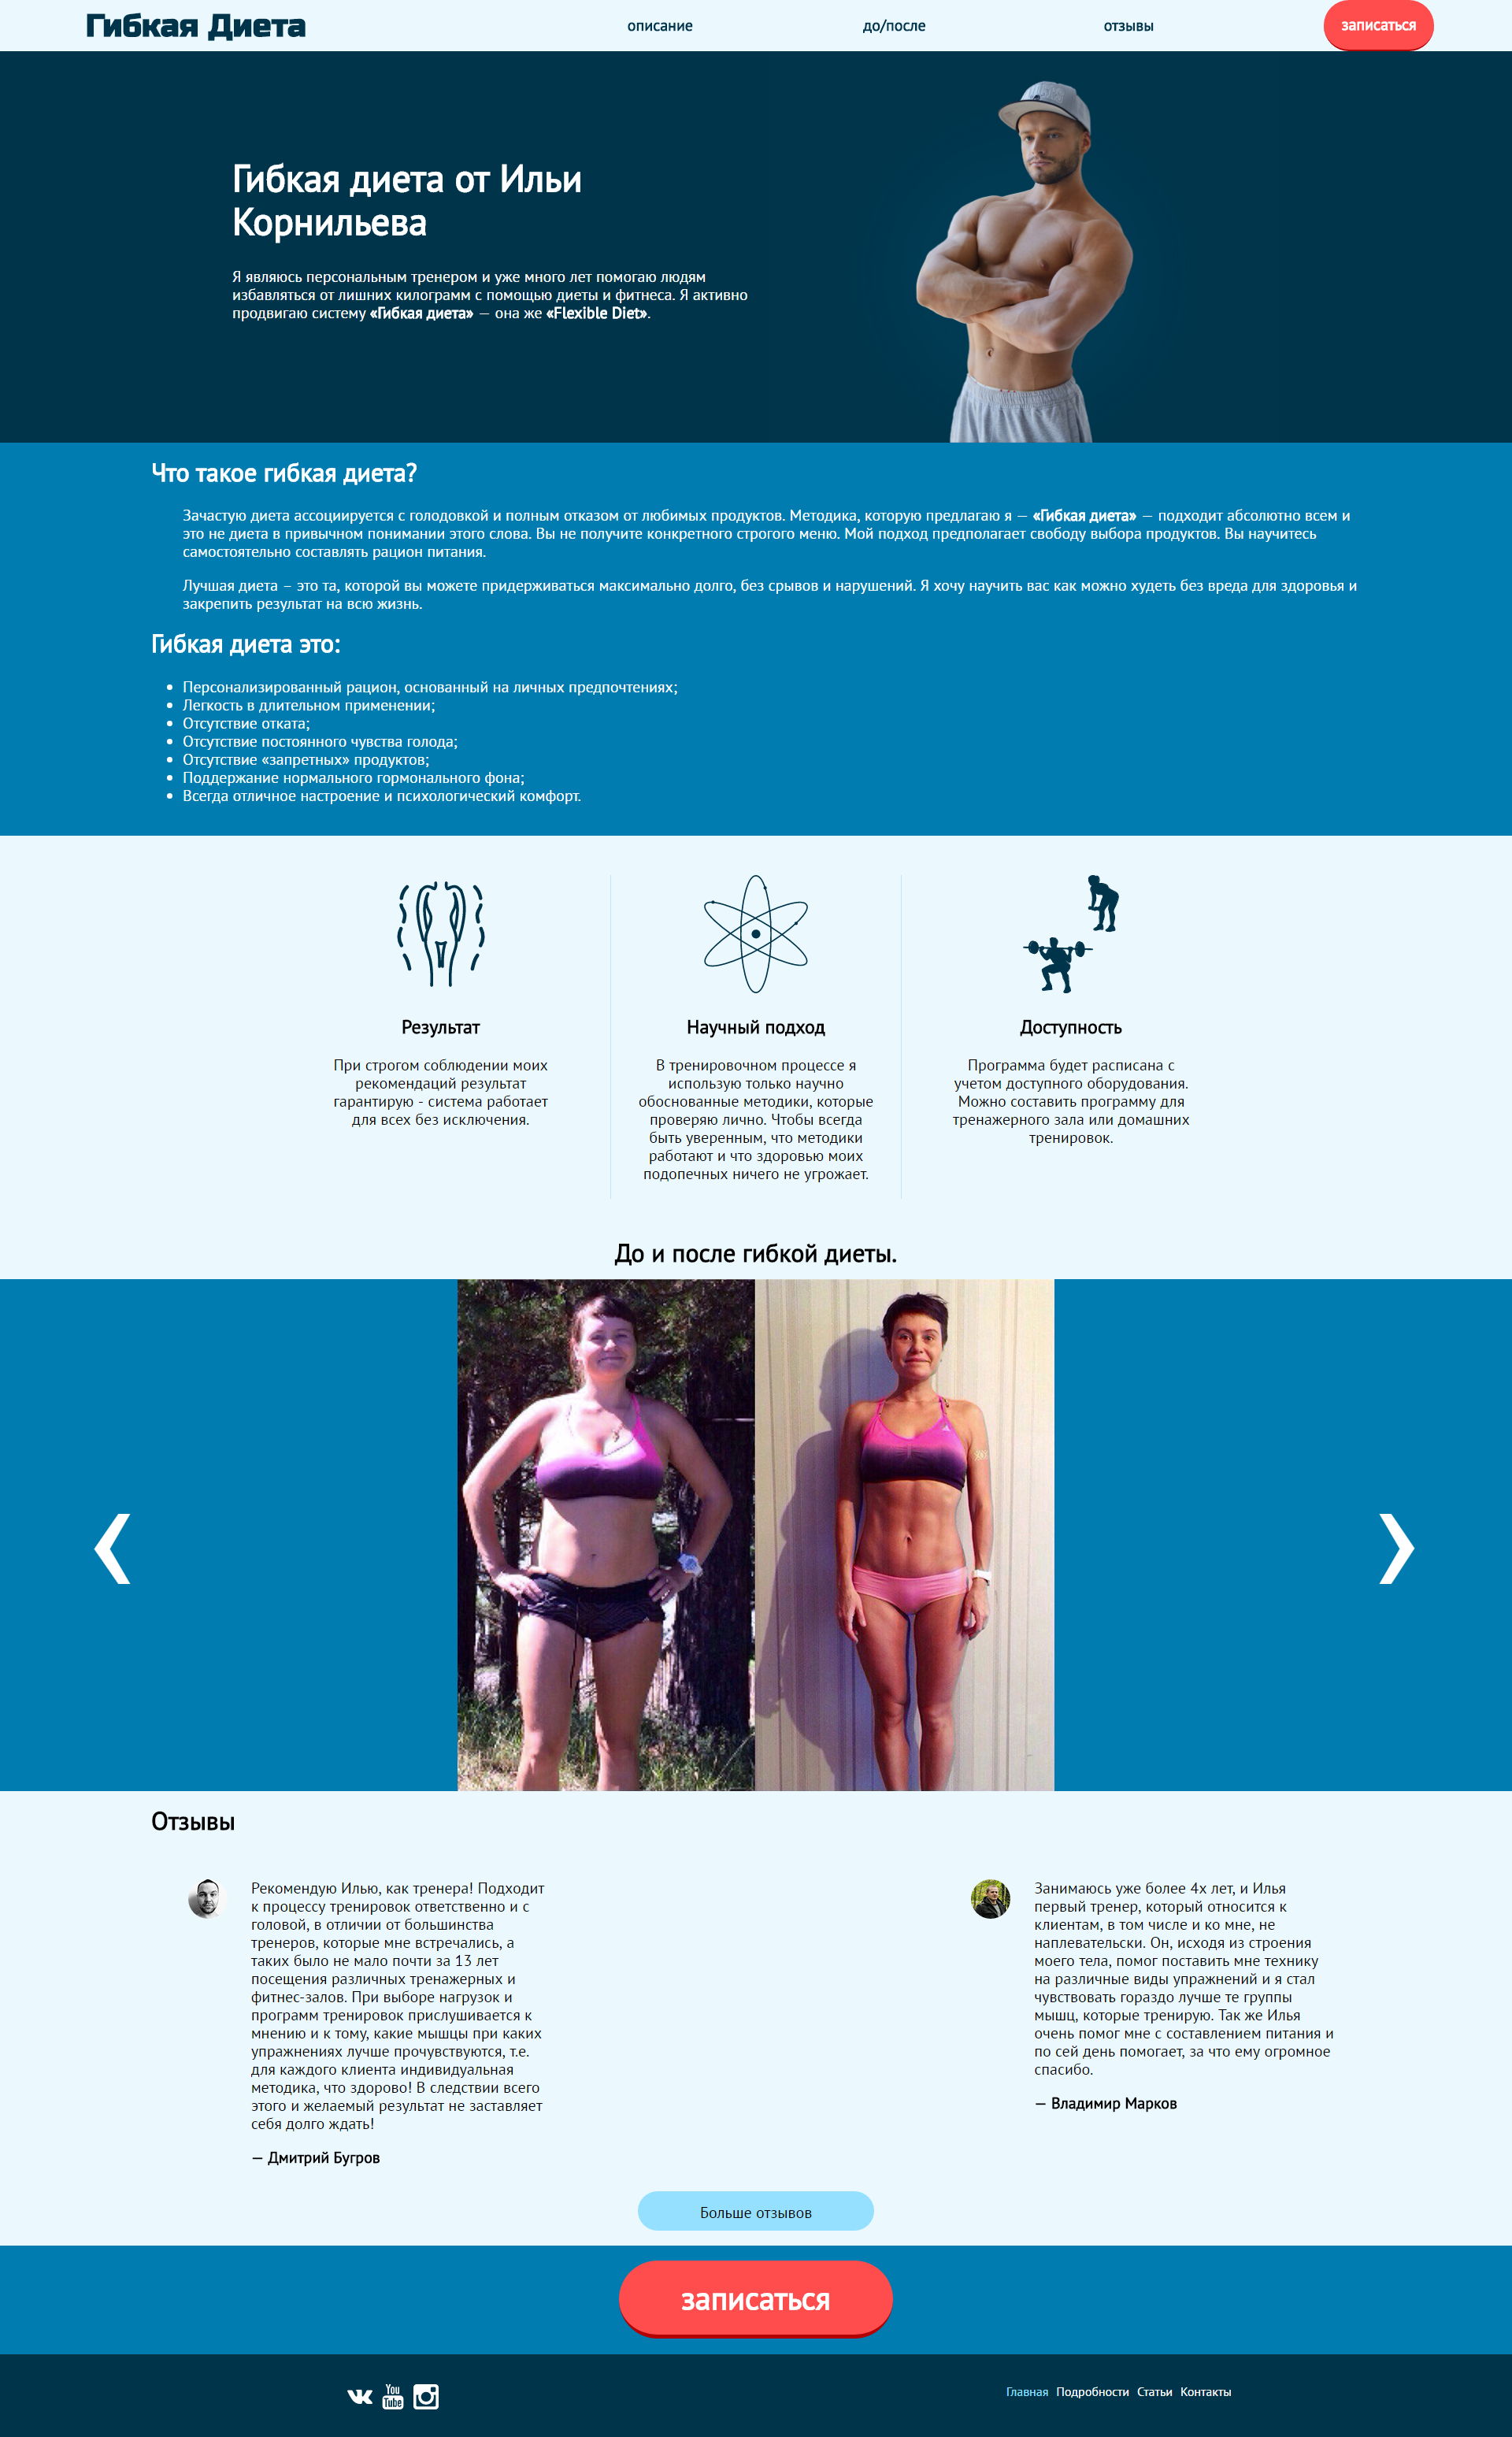 Гибкая Диета
описание
до/после
отзывы
записаться
Гибкая диета от Ильи
Корнильева
Я являюсь персональным тренером и уже много лет помогаю людям
избавляться от лишних килограмм с помощью диеты и фитнеса. Я активно
продвигаю систему «Гибкая диета» — она же «Flexible Diet».
Что такое гибкая диета?
Зачастую диета ассоциируется с голодовкой и полным отказом от любимых продуктов. Методика, которую предлагаю я — «Гибкая диета» — подходит абсолютно всем и
это не диета в привычном понимании этого слова. Вы не получите конкретного строгого меню. Мой подход предполагает свободу выбора продуктов. Вы научитесь
самостоятельно составлять рацион питания.
Лучшая диета – это та, которой вы можете придерживаться максимально долго, без срывов и нарушений. Я хочу научить вас как можно худеть без вреда для здоровья и
закрепить результат на всю жизнь.
Гибкая диета это:
• Персонализированный рацион, основанный на личных предпочтениях;
• Легкость в длительном применении;
• Отсутствие отката;
• Отсутствие постоянного чувства голода;
• Отсутствие «запретных» продуктов;
• Поддержание нормального гормонального фона;
• Всегда отличное настроение и психологический комфорт.
Результат
При строгом соблюдении моих
рекомендаций результат
гарантирую - система работает
для всех без исключения.
Научный подход
В тренировочном процессе я
использую только научно
обоснованные методики, которые
проверяю лично. Чтобы всегда
быть уверенным, что методики
работают и что здоровью моих
подопечных ничего не угрожает.
Доступность
Программа будет расписана с
учетом доступного оборудования.
Можно составить программу для
тренажерного зала или домашних
тренировок.
До и после гибкой диеты.
Отзывы
Рекомендую Илью, как тренера! Подходит
к процессу тренировок ответственно и с
головой, в отличии от большинства
тренеров, которые мне встречались, а
таких было не мало почти за 13 лет
посещения различных тренажерных и
фитнес-залов. При выборе нагрузок и
программ тренировок прислушивается к
мнению и к тому, какие мышцы при каких
упражнениях лучше прочувствуются, т.е.
для каждого клиента индивидуальная
методика, что здорово! В следствии всего
этого и желаемый результат не заставляет
себя долго ждать!
— Дмитрий Бугров
Занимаюсь уже более 4х лет, и Илья
первый тренер, который относится к
клиентам, в том числе и ко мне, не
наплевательски. Он, исходя из строения
моего тела, помог поставить мне технику
на различные виды упражнений и я стал
чувствовать гораздо лучше те группы
мышц, которые тренирую. Так же Илья
очень помог мне с составлением питания и
по сей день помогает, за что ему огромное
спасибо.
— Владимир Марков
Больше отзывов
записаться
You
Tube
Главная Подробности Статьи Контакты